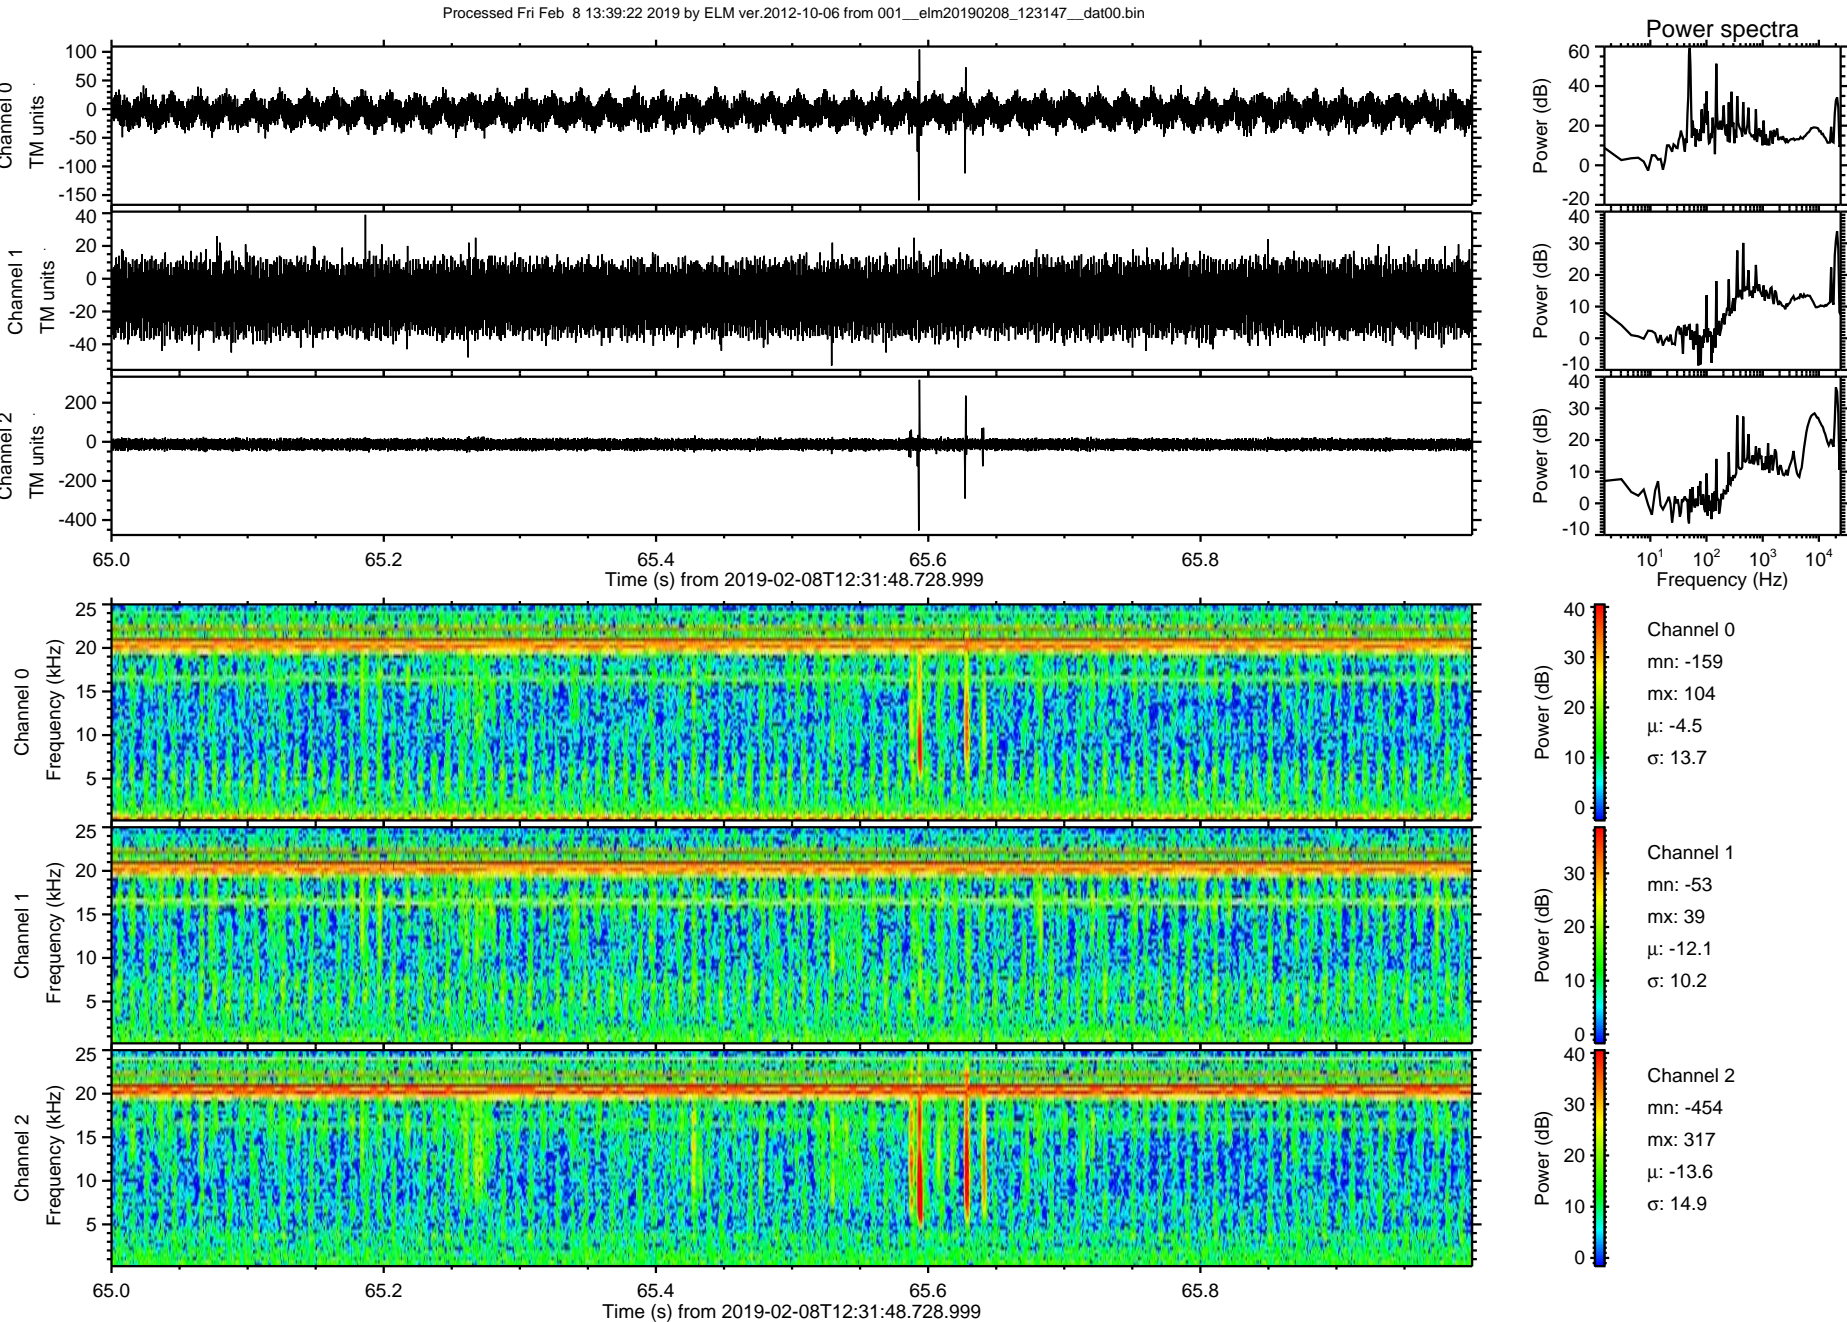 Processed Fri Feb  8 13:39:22 2019 by ELM ver.2012-10-06 from 001__elm20190208_123147__dat00.bin
Power spectra
Channel 0
TM units
100
50
0
-50
-100
-150
Power (dB)
60
40
20
0
-20
Channel 1
TM units
40
20
0
-20
-40
Power (dB)
40
30
20
10
0
-10
Channel 2
TM units
200
0
-200
-400
Power (dB)
40
30
20
10
0
-10
65.0 65.2 65.4 65.6 65.8
Time (s) from 2019-02-08T12:31:48.728.999
10¹ 10² 10³ 10⁴
Frequency (Hz)
Channel 0
Frequency (kHz)
25
20
15
10
5
Power (dB)
40
30
20
10
0
Channel 0
mn: -159
mx: 104
μ: -4.5
σ: 13.7
Channel 1
Frequency (kHz)
25
20
15
10
5
Power (dB)
30
20
10
0
Channel 1
mn: -53
mx: 39
μ: -12.1
σ: 10.2
Channel 2
Frequency (kHz)
25
20
15
10
5
Power (dB)
40
30
20
10
0
Channel 2
mn: -454
mx: 317
μ: -13.6
σ: 14.9
65.0 65.2 65.4 65.6 65.8
Time (s) from 2019-02-08T12:31:48.728.999